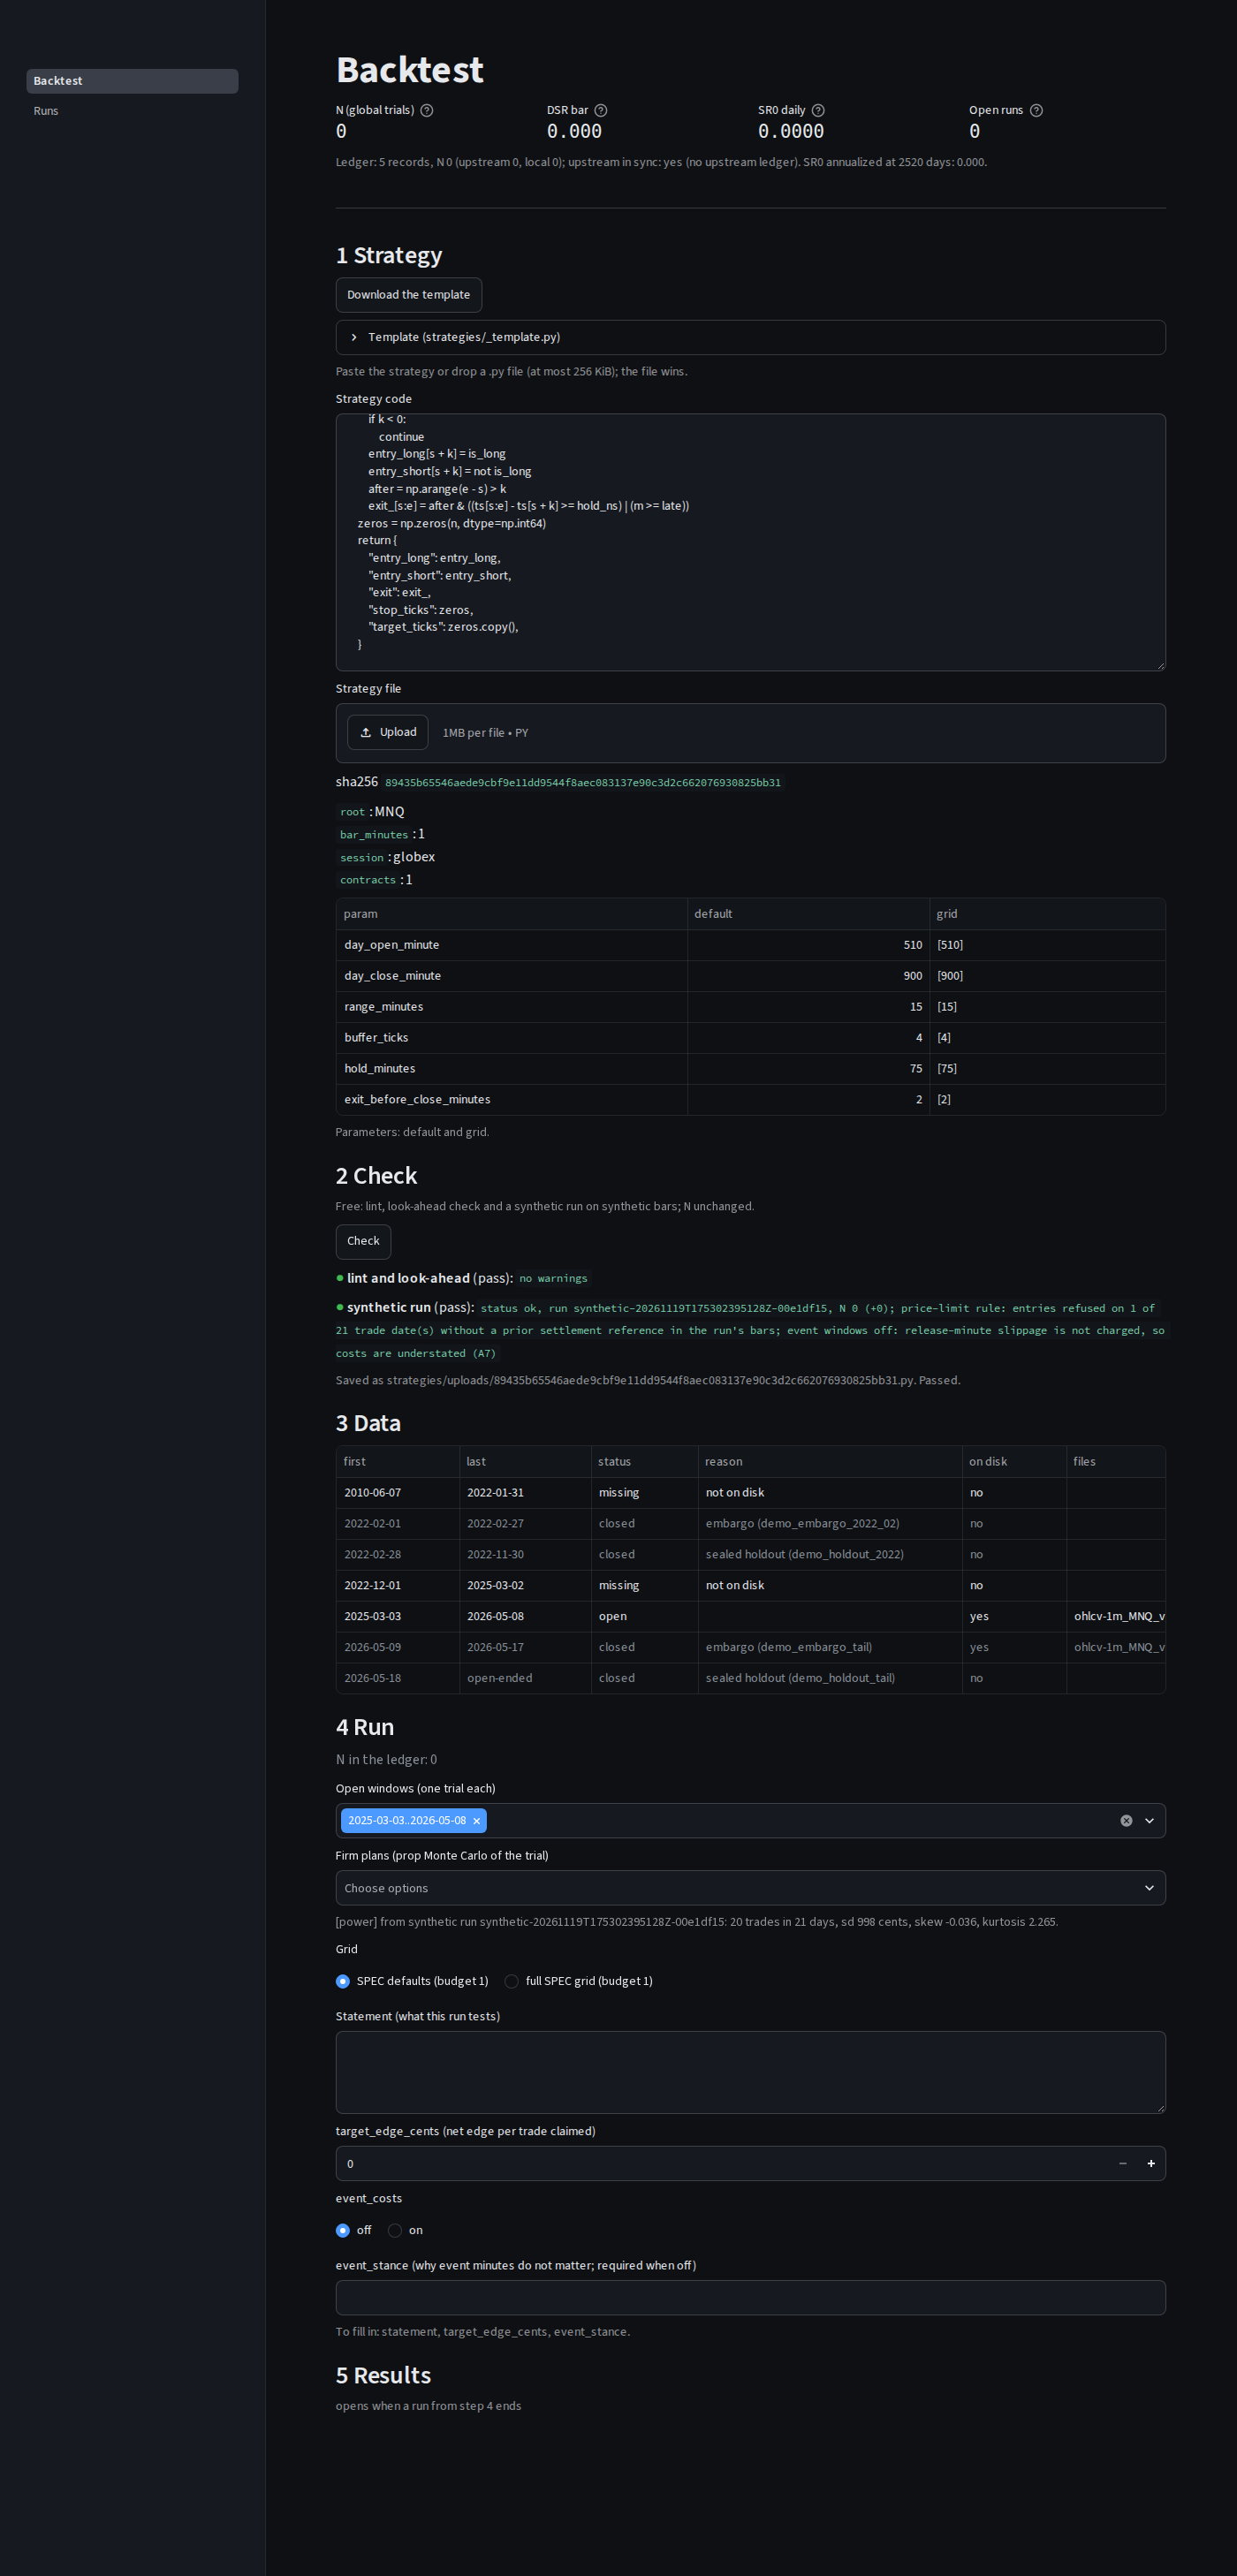 Backtest
Runs
Backtest
N (global trials) DSR bar SR0 daily Open runs
0 0.000 0.0000 0
Ledger: 5 records, N 0 (upstream 0, local 0); upstream in sync: yes (no upstream ledger). SR0 annualized at 2520 days: 0.000.
1 Strategy
Download the template
Template (strategies/_template.py)
Paste the strategy or drop a .py file (at most 256 KiB); the file wins.
Strategy code
if k < 0:
continue
entry_long[s + k] = is_long
entry_short[s + k] = not is_long
after = np.arange(e - s) > k
exit_[s:e] = after & ((ts[s:e] - ts[s + k] >= hold_ns) | (m >= late))
zeros = np.zeros(n, dtype=np.int64)
return {
"entry_long": entry_long,
"entry_short": entry_short,
"exit": exit_,
"stop_ticks": zeros,
"target_ticks": zeros.copy(),
}
Strategy file
Upload 1MB per file • PY
sha256 89435b65546aede9cbf9e11dd9544f8aec083137e90c3d2c662076930825bb31
root : MNQ
bar_minutes : 1
session : globex
contracts : 1
param default grid
day_open_minute 510 [510]
day_close_minute 900 [900]
range_minutes 15 [15]
buffer_ticks 4 [4]
hold_minutes 75 [75]
exit_before_close_minutes 2 [2]
Parameters: default and grid.
2 Check
Free: lint, look-ahead check and a synthetic run on synthetic bars; N unchanged.
Check
lint and look-ahead (pass): no warnings
synthetic run (pass): status ok, run synthetic-20261119T175302395128Z-00e1df15, N 0 (+0); price-limit rule: entries refused on 1 of
21 trade date(s) without a prior settlement reference in the run's bars; event windows off: release-minute slippage is not charged, so
costs are understated (A7)
Saved as strategies/uploads/89435b65546aede9cbf9e11dd9544f8aec083137e90c3d2c662076930825bb31.py. Passed.
3 Data
first last status reason on disk files
2010-06-07 2022-01-31 missing not on disk no
2022-02-01 2022-02-27 closed embargo (demo_embargo_2022_02) no
2022-02-28 2022-11-30 closed sealed holdout (demo_holdout_2022) no
2022-12-01 2025-03-02 missing not on disk no
2025-03-03 2026-05-08 open yes ohlcv-1m_MNQ_v
2026-05-09 2026-05-17 closed embargo (demo_embargo_tail) yes ohlcv-1m_MNQ_v
2026-05-18 open-ended closed sealed holdout (demo_holdout_tail) no
4 Run
N in the ledger: 0
Open windows (one trial each)
2025-03-03..2026-05-08
Firm plans (prop Monte Carlo of the trial)
Choose options
[power] from synthetic run synthetic-20261119T175302395128Z-00e1df15: 20 trades in 21 days, sd 998 cents, skew -0.036, kurtosis 2.265.
Grid
SPEC defaults (budget 1) full SPEC grid (budget 1)
Statement (what this run tests)
target_edge_cents (net edge per trade claimed)
0
event_costs
off on
event_stance (why event minutes do not matter; required when off)
To fill in: statement, target_edge_cents, event_stance.
5 Results
opens when a run from step 4 ends